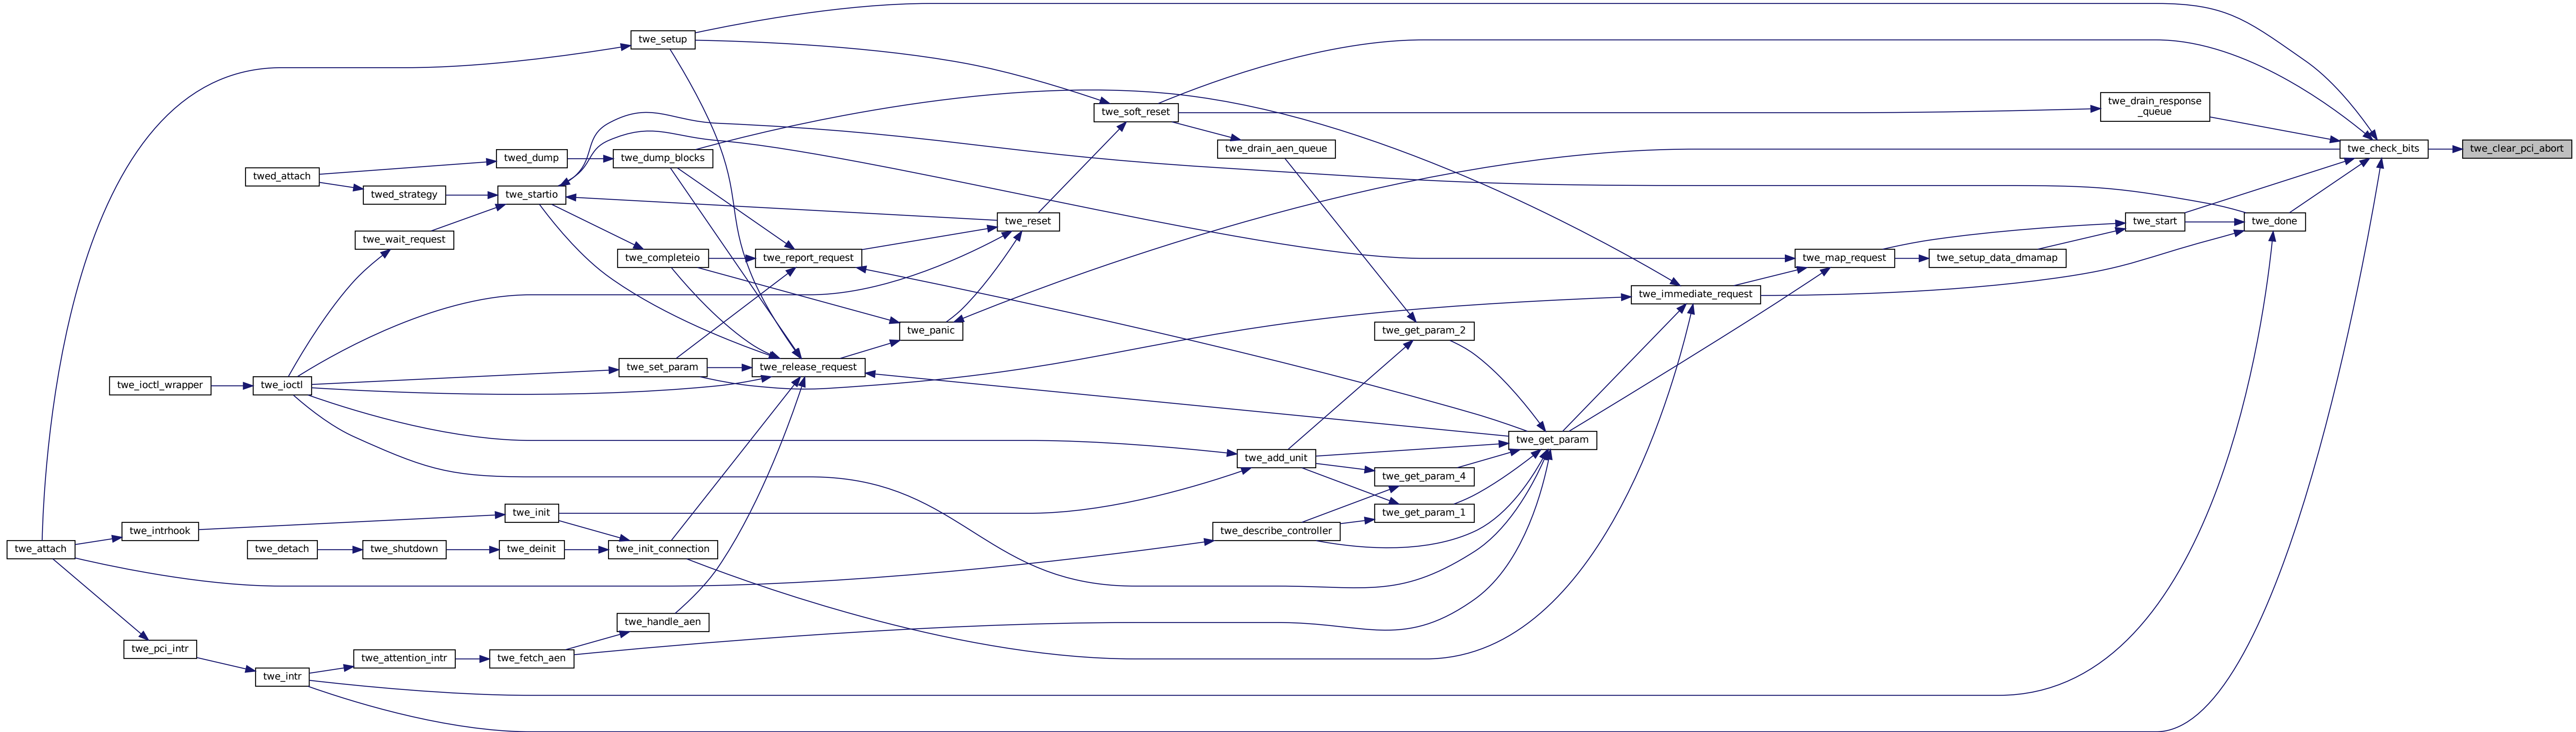 twe_setup
twe_drain_response
_queue
twe_soft_reset
twe_drain_aen_queue
twe_check_bits
twe_clear_pci_abort
twed_dump
twe_dump_blocks
twed_attach
twed_strategy
twe_startio
twe_reset
twe_start
twe_done
twe_wait_request
twe_completeio
twe_report_request
twe_map_request
twe_setup_data_dmamap
twe_immediate_request
twe_panic
twe_get_param_2
twe_set_param
twe_release_request
twe_ioctl_wrapper
twe_ioctl
twe_get_param
twe_add_unit
twe_get_param_4
twe_get_param_1
twe_init
twe_intrhook
twe_describe_controller
twe_attach
twe_detach
twe_shutdown
twe_deinit
twe_init_connection
twe_handle_aen
twe_pci_intr
twe_attention_intr
twe_fetch_aen
twe_intr